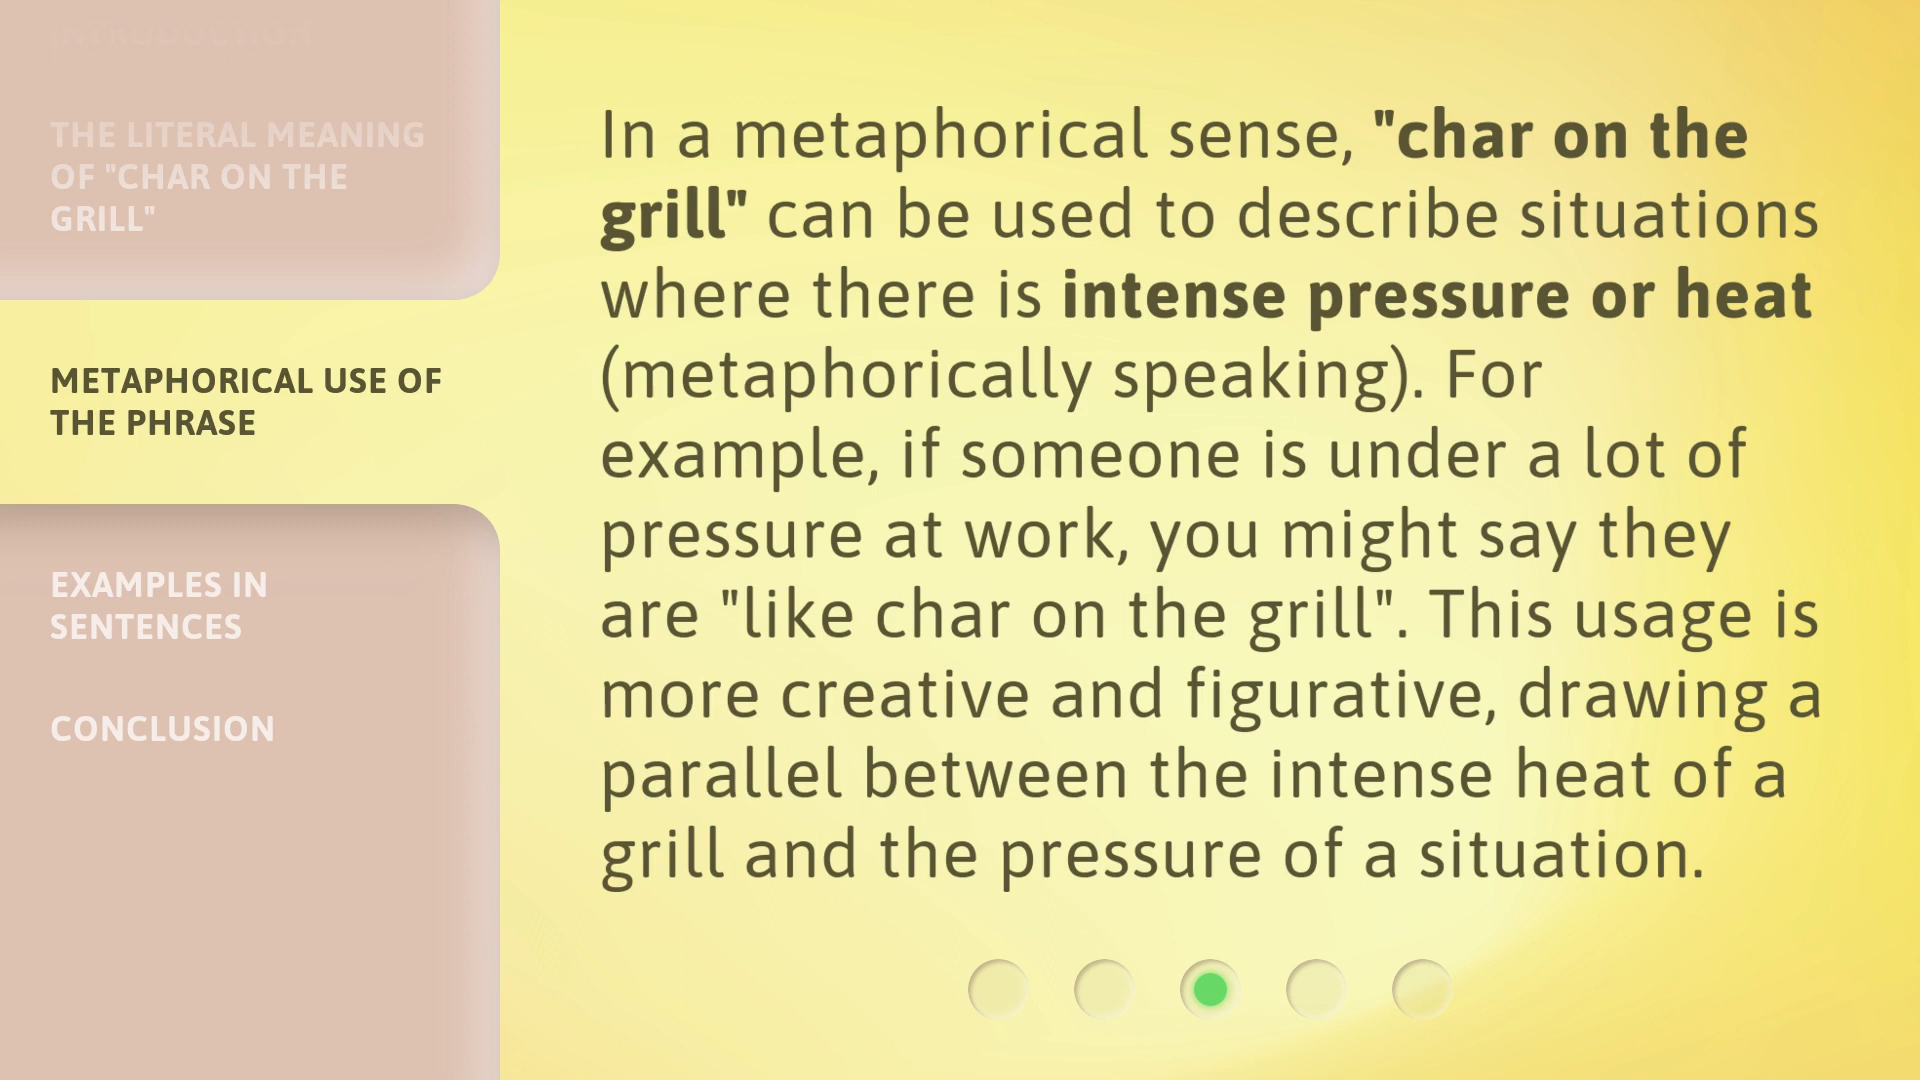 INTRODUCTION
THE LITERAL MEANING
OF "CHAR ON THE
GRILL"
METAPHORICAL USE OF
THE PHRASE
EXAMPLES IN
SENTENCES
CONCLUSION
In a metaphorical sense, "char on the
grill" can be used to describe situations
where there is intense pressure or heat
(metaphorically speaking). For
example, if someone is under a lot of
pressure at work, you might say they
are "like char on the grill". This usage is
more creative and figurative, drawing a
parallel between the intense heat of a
grill and the pressure of a situation.